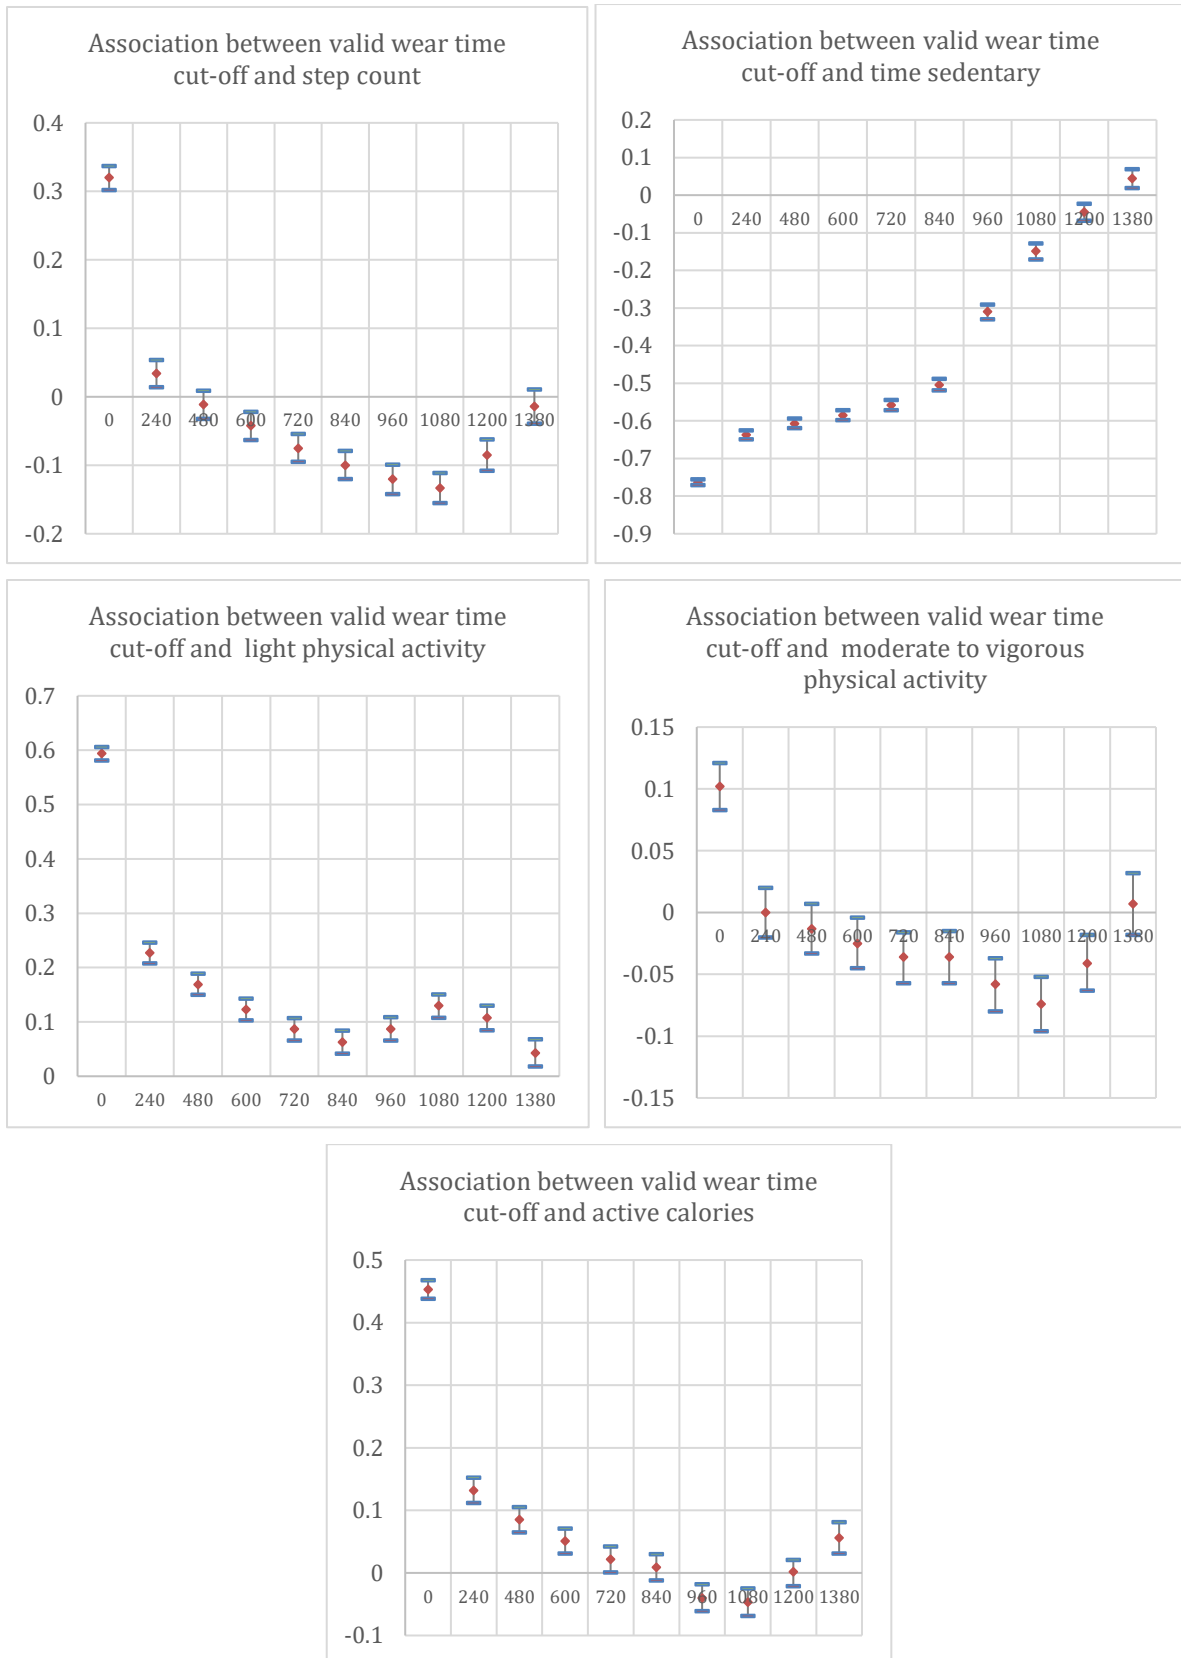 Association between valid wear time
cut-off and step count
0.4
0.3
0.2
0.1
0
-0.1
-0.2
0 240 480 600 720 840 960 1080 1200 1380
Association between valid wear time
cut-off and time sedentary
0.2
0.1
0
-0.1
-0.2
-0.3
-0.4
-0.5
-0.6
-0.7
-0.8
-0.9
0 240 480 600 720 840 960 1080 1200 1380
Association between valid wear time
cut-off and light physical activity
0.7
0.6
0.5
0.4
0.3
0.2
0.1
0
0 240 480 600 720 840 960 1080 1200 1380
Association between valid wear time
cut-off and moderate to vigorous
physical activity
0.15
0.1
0.05
0
-0.05
-0.1
-0.15
0 240 480 600 720 840 960 1080 1200 1380
Association between valid wear time
cut-off and active calories
0.5
0.4
0.3
0.2
0.1
0
-0.1
0 240 480 600 720 840 960 1080 1200 1380